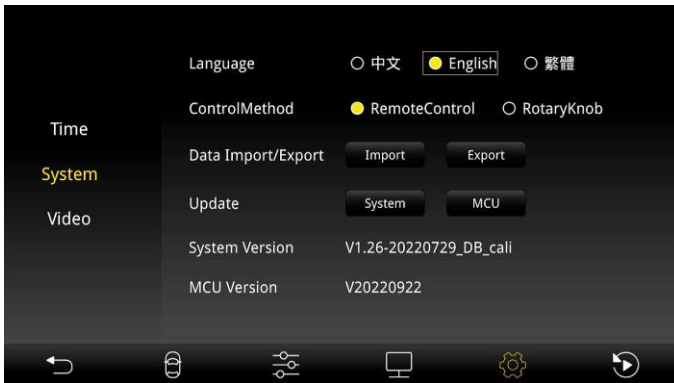 Language 中文 English 繁體
ControlMethod RemoteControl RotaryKnob
Time
Data Import/Export Import Export
System
Update System MCU
Video
System Version V1.26-20220729_DB_cali
MCU Version V20220922